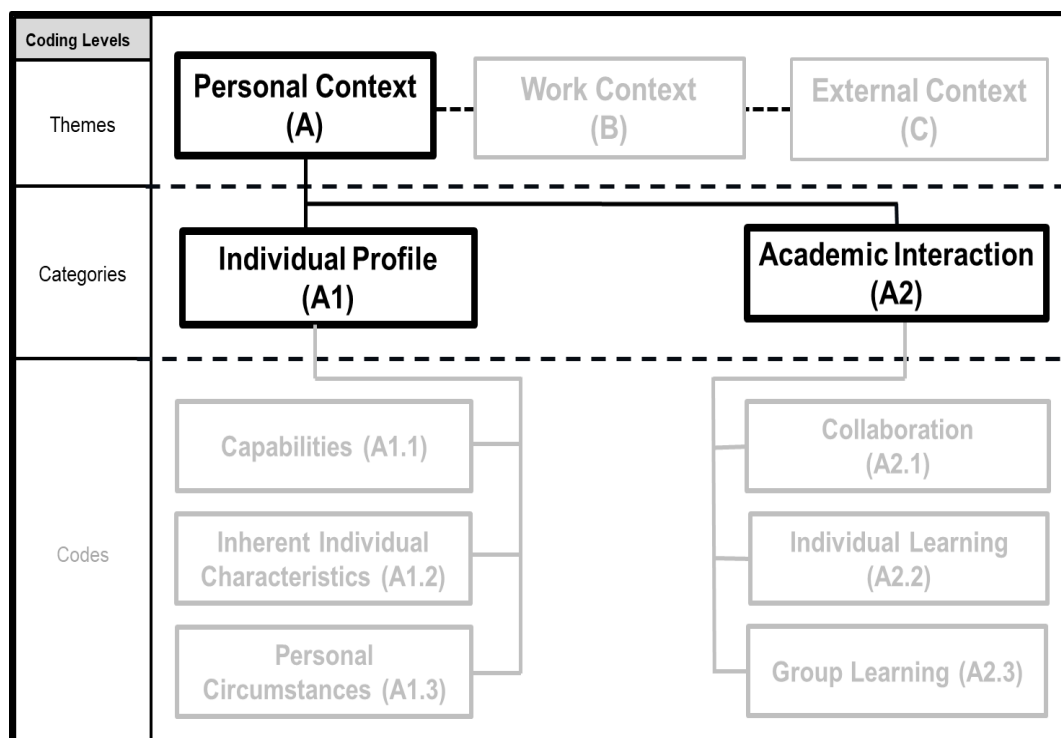 Coding Levels
Themes
Personal Context
(A)
Work Context
(B)
External Context
(C)
Categories
Individual Profile
(A1)
Academic Interaction
(A2)
Codes
Capabilities (A1.1)
Inherent Individual
Characteristics (A1.2)
Personal
Circumstances (A1.3)
Collaboration
(A2.1)
Individual Learning
(A2.2)
Group Learning (A2.3)